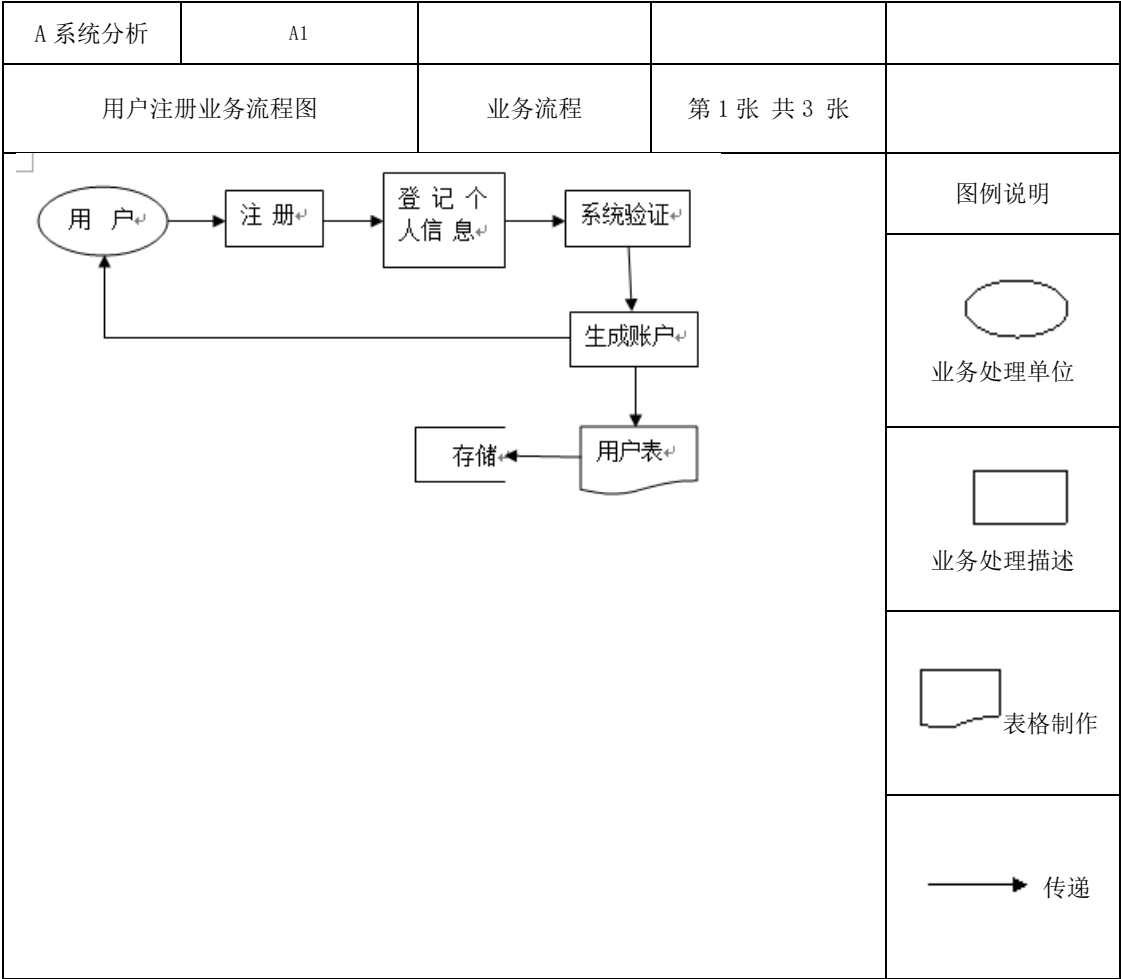 A 系统分析
A1
用户注册业务流程图
业务流程
第 1 张 共 3 张
图例说明
用 户
注 册
登 记 个
人信 息
系统验证
生成账户
用户表
存储
业务处理单位
业务处理描述
表格制作
传递